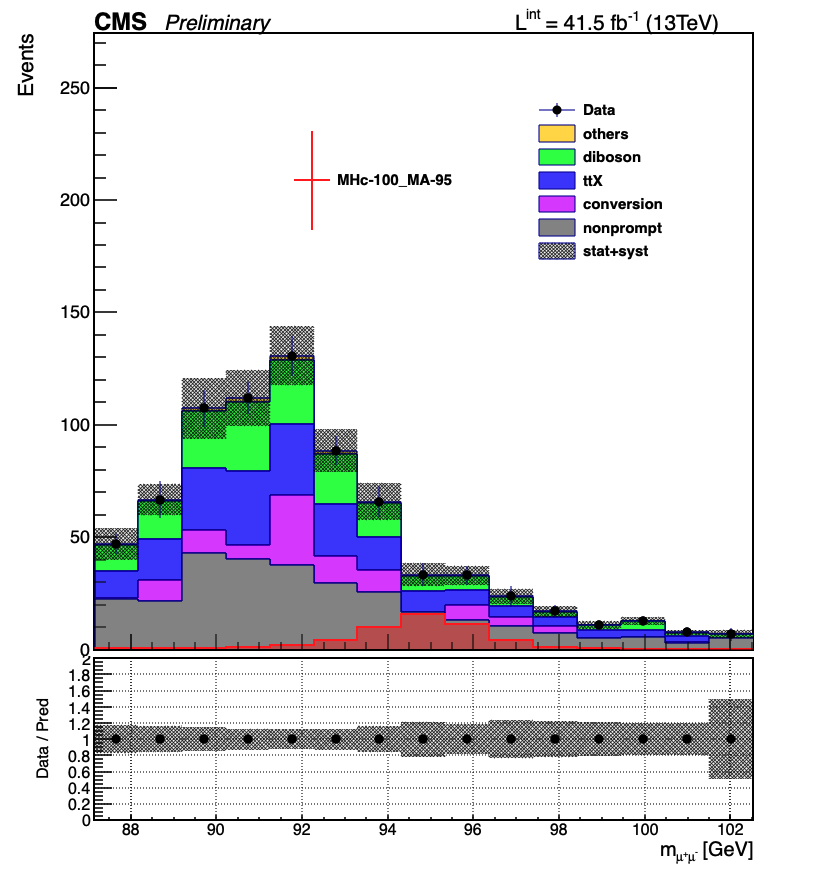 CMS Preliminary L^int = 41.5 fb^-1 (13TeV)
Events
250
200
150
100
50
0
MHc-100_MA-95
Data
others
diboson
ttX
conversion
nonprompt
stat+syst
Data / Pred
2
1.8
1.6
1.4
1.2
1
0.8
0.6
0.4
0.2
0
88 90 92 94 96 98 100 102
m_μ+μ- [GeV]